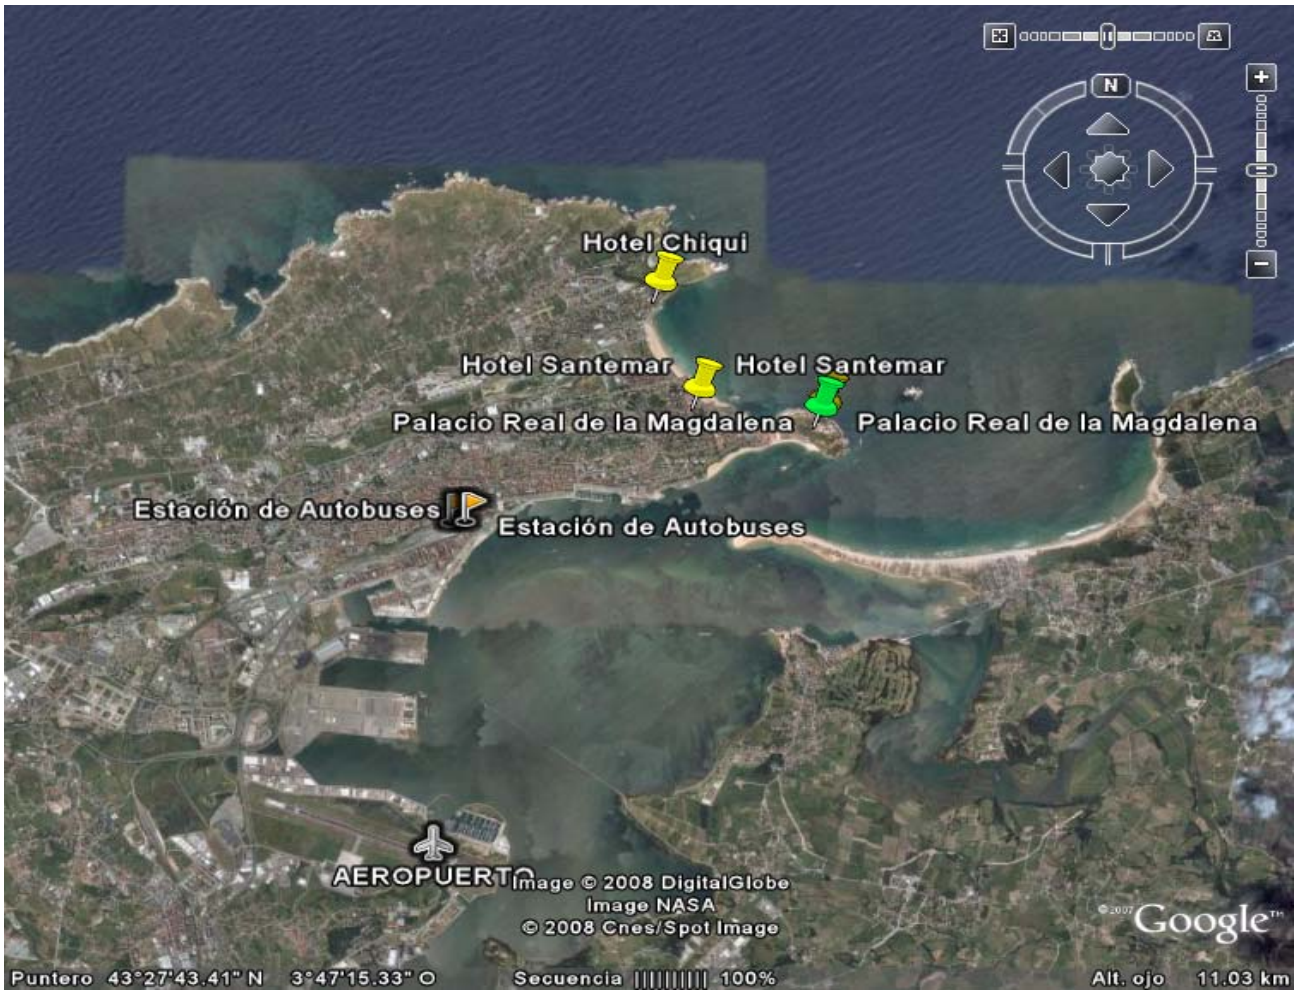 N
Hotel Chiqui
Hotel Santemar
Hotel Santemar
Palacio Real de la Magdalena
Palacio Real de la Magdalena
Estación de Autobuses
Estación de Autobuses
AEROPUERTO
Image © 2008 DigitalGlobe
Image NASA
© 2008 Cnes/Spot Image
©2007 Google™
Puntero 43°27'43.41" N 3°47'15.33" O Secuencia |||||||||| 100% Alt. ojo 11.03 km